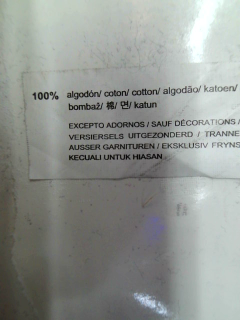 100% algodón/ coton/ cotton/ algodão/ katoen/
bombaž/ 棉/ 면/ katun
EXCEPTO ADORNOS / SAUF DÉCORATIONS /
VERSIERSELS UITGEZONDERD / TRANNE
AUSSER GARNITUREN / EKSKLUSIV FRYNS
KECUALI UNTUK HIASAN